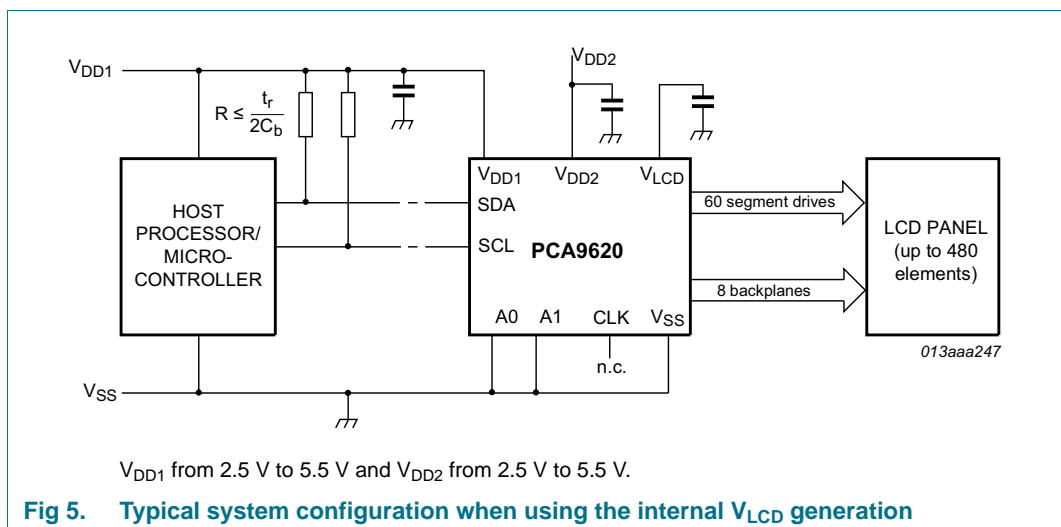 VDD1
VDD2
R ≤ tr/2Cb
VDD1 VDD2 VLCD
SDA
SCL
PCA9620
A0 A1 CLK VSS
n.c.
HOST
PROCESSOR/
MICRO-
CONTROLLER
60 segment drives
8 backplanes
LCD PANEL
(up to 480
elements)
013aaa247
VSS
VDD1 from 2.5 V to 5.5 V and VDD2 from 2.5 V to 5.5 V.
Fig 5. Typical system configuration when using the internal VLCD generation